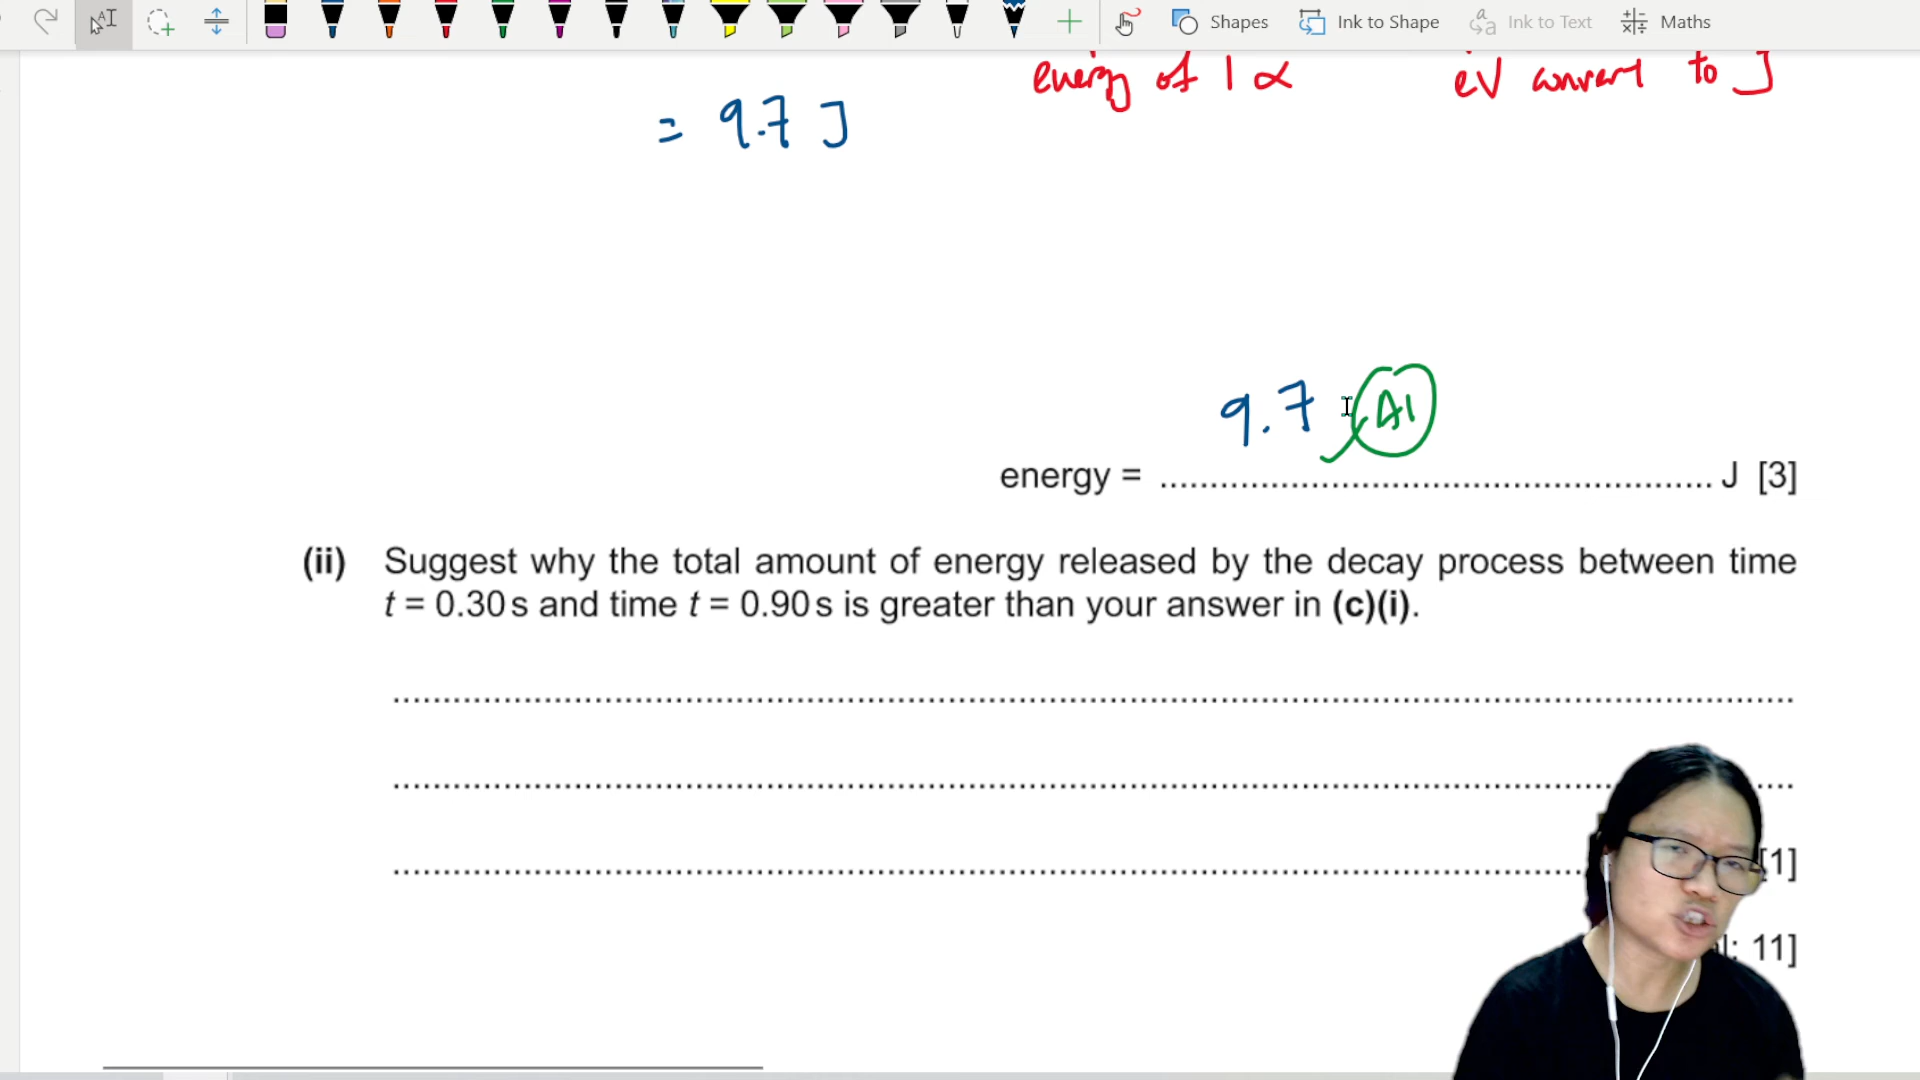 Shapes Ink to Shape Ink to Text Maths
energy of 1 α eV convert to J
= 9.7 J
9.7 A1
energy = .................................................... J [3]
(ii) Suggest why the total amount of energy released by the decay process between time
t = 0.30 s and time t = 0.90 s is greater than your answer in (c)(i).
[1]
: 11]